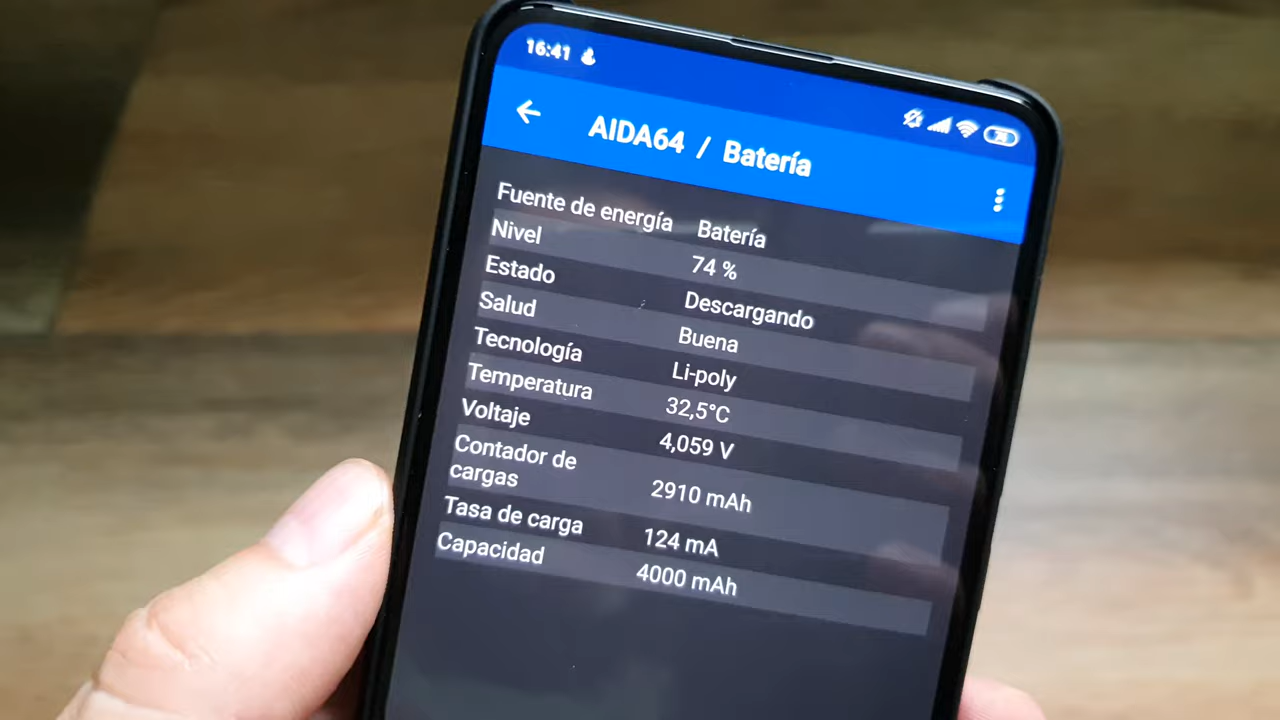 16:41
AIDA64 / Batería
Fuente de energía Batería
Nivel 74 %
Estado Descargando
Salud Buena
Tecnología Li-poly
Temperatura 32,5°C
Voltaje 4,059 V
Contador de
cargas 2910 mAh
Tasa de carga 124 mA
Capacidad 4000 mAh